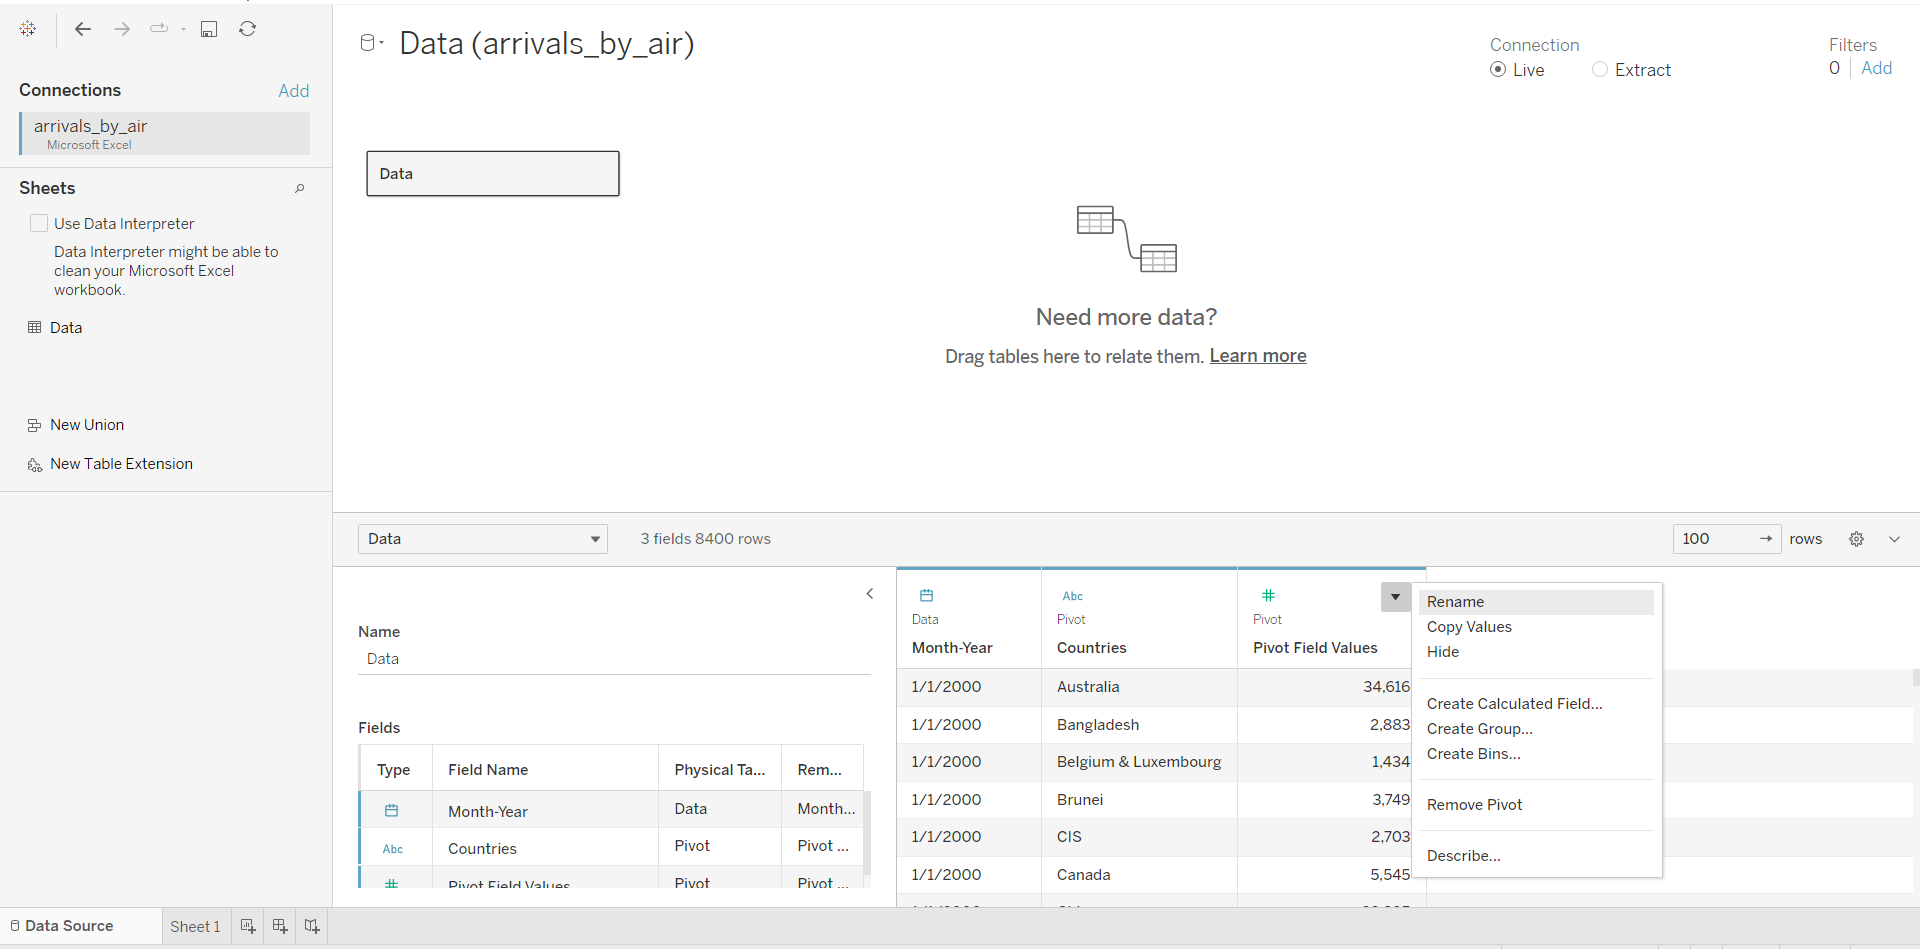 Data (arrivals_by_air)
Connection
Live
Extract
Filters
0
Add
Connections
Add
arrivals_by_air
Microsoft Excel
Sheets
Use Data Interpreter
Data Interpreter might be able to
clean your Microsoft Excel
workbook.
Data
New Union
New Table Extension
Data
Need more data?
Drag tables here to relate them. Learn more
Data
3 fields 8400 rows
100
rows
Name
Data
Fields
Type Field Name Physical Ta... Rem...
Month-Year Data Month...
Abc Countries Pivot Pivot ...
Pivot Field Values Pivot Pivot ...
Data
Month-Year
Abc
Pivot
Countries
Pivot
Pivot Field Values
1/1/2000 Australia 34,616
1/1/2000 Bangladesh 2,883
1/1/2000 Belgium & Luxembourg 1,434
1/1/2000 Brunei 3,749
1/1/2000 CIS 2,703
1/1/2000 Canada 5,545
Rename
Copy Values
Hide
Create Calculated Field...
Create Group...
Create Bins...
Remove Pivot
Describe...
Data Source
Sheet 1